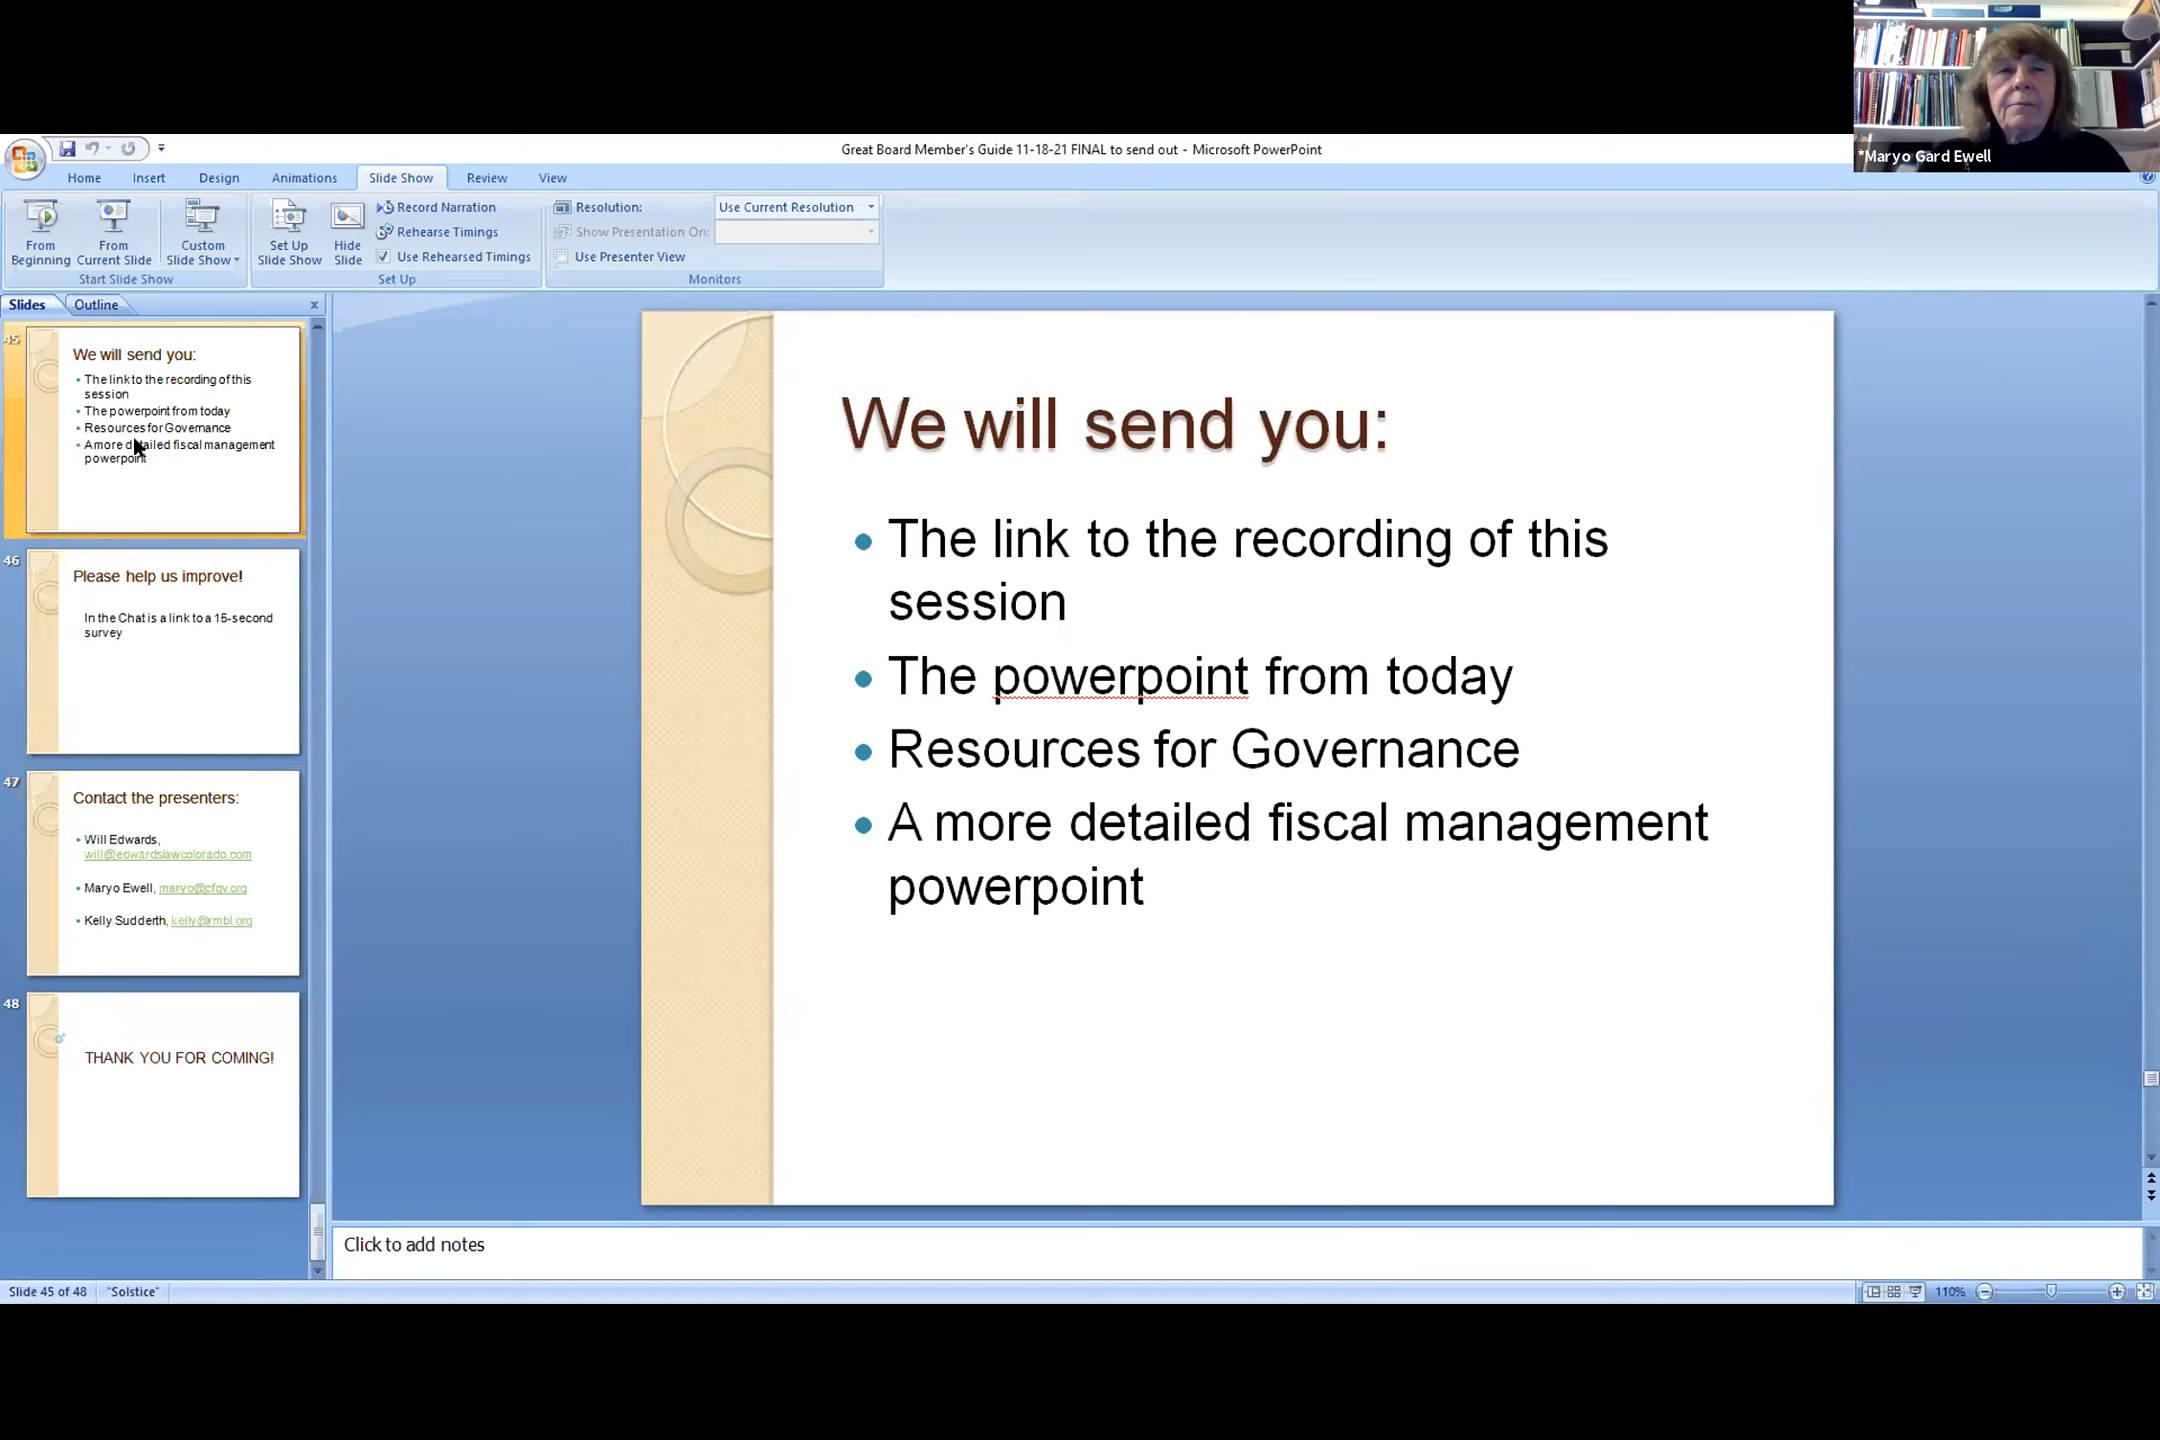 *Maryo Gard Ewell
Great Board Member's Guide 11-18-21 FINAL to send out - Microsoft PowerPoint
Home Insert Design Animations Slide Show Review View
From Beginning
From Current Slide
Custom Slide Show
Start Slide Show
Set Up Slide Show
Hide Slide
Record Narration
Rehearse Timings
Use Rehearsed Timings
Set Up
Resolution: Use Current Resolution
Show Presentation On:
Use Presenter View
Monitors
Slides Outline
45
We will send you:
• The link to the recording of this
session
• The powerpoint from today
• Resources for Governance
• A more detailed fiscal management
powerpoint
46
Please help us improve!
In the Chat is a link to a 15-second
survey
47
Contact the presenters:
• Will Edwards,
will@edwardslawcolorado.com
• Maryo Ewell, maryo@cfgv.org
• Kelly Sudderth, kelly@rmbl.org
48
THANK YOU FOR COMING!
We will send you:
• The link to the recording of this
session
• The powerpoint from today
• Resources for Governance
• A more detailed fiscal management
powerpoint
Click to add notes
Slide 45 of 48 "Solstice" 110%